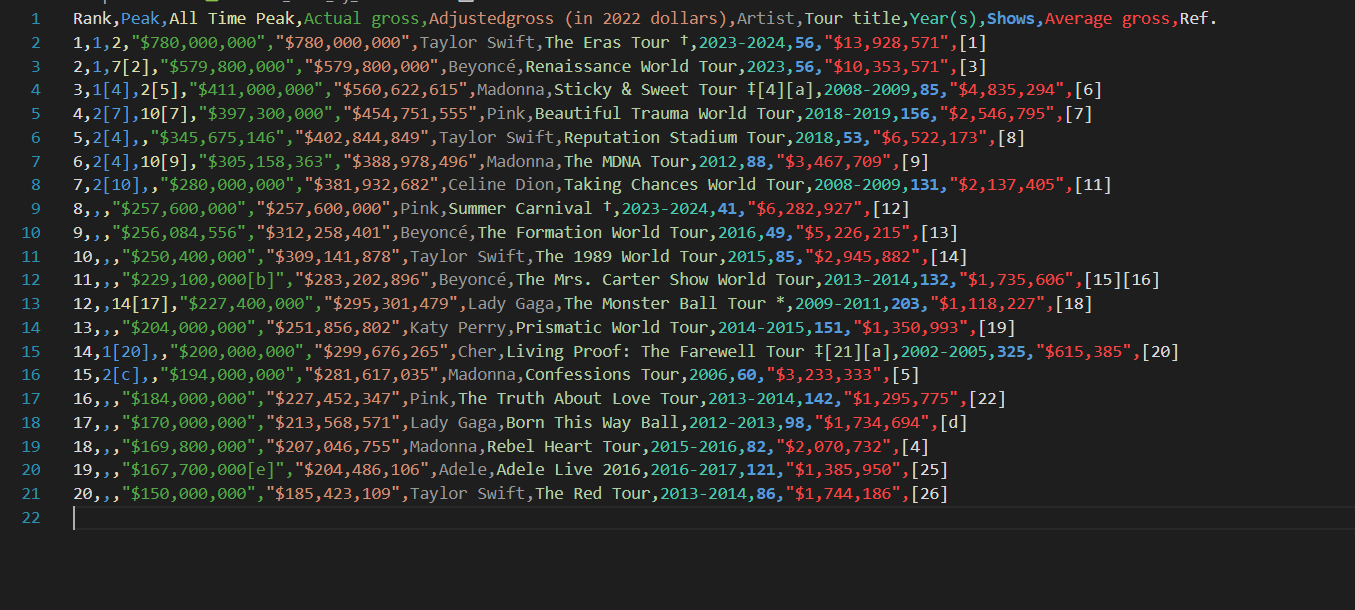 1 Rank,Peak,All Time Peak,Actual gross,Adjustedgross (in 2022 dollars),Artist,Tour title,Year(s),Shows,Average gross,Ref.
2 1,1,2,"$780,000,000","$780,000,000",Taylor Swift,The Eras Tour †,2023-2024,56,"$13,928,571",[1]
3 2,1,7[2],"$579,800,000","$579,800,000",Beyoncé,Renaissance World Tour,2023,56,"$10,353,571",[3]
4 3,1[4],2[5],"$411,000,000","$560,622,615",Madonna,Sticky & Sweet Tour ‡[4][a],2008-2009,85,"$4,835,294",[6]
5 4,2[7],10[7],"$397,300,000","$454,751,555",Pink,Beautiful Trauma World Tour,2018-2019,156,"$2,546,795",[7]
6 5,2[4],,"$345,675,146","$402,844,849",Taylor Swift,Reputation Stadium Tour,2018,53,"$6,522,173",[8]
7 6,2[4],10[9],"$305,158,363","$388,978,496",Madonna,The MDNA Tour,2012,88,"$3,467,709",[9]
8 7,2[10],,"$280,000,000","$381,932,682",Celine Dion,Taking Chances World Tour,2008-2009,131,"$2,137,405",[11]
9 8,,,"$257,600,000","$257,600,000",Pink,Summer Carnival †,2023-2024,41,"$6,282,927",[12]
10 9,,,"$256,084,556","$312,258,401",Beyoncé,The Formation World Tour,2016,49,"$5,226,215",[13]
11 10,,,"$250,400,000","$309,141,878",Taylor Swift,The 1989 World Tour,2015,85,"$2,945,882",[14]
12 11,,,"$229,100,000[b]","$283,202,896",Beyoncé,The Mrs. Carter Show World Tour,2013-2014,132,"$1,735,606",[15][16]
13 12,,14[17],"$227,400,000","$295,301,479",Lady Gaga,The Monster Ball Tour *,2009-2011,203,"$1,118,227",[18]
14 13,,,"$204,000,000","$251,856,802",Katy Perry,Prismatic World Tour,2014-2015,151,"$1,350,993",[19]
15 14,1[20],,"$200,000,000","$299,676,265",Cher,Living Proof: The Farewell Tour ‡[21][a],2002-2005,325,"$615,385",[20]
16 15,2[c],,"$194,000,000","$281,617,035",Madonna,Confessions Tour,2006,60,"$3,233,333",[5]
17 16,,,"$184,000,000","$227,452,347",Pink,The Truth About Love Tour,2013-2014,142,"$1,295,775",[22]
18 17,,,"$170,000,000","$213,568,571",Lady Gaga,Born This Way Ball,2012-2013,98,"$1,734,694",[d]
19 18,,,"$169,800,000","$207,046,755",Madonna,Rebel Heart Tour,2015-2016,82,"$2,070,732",[4]
20 19,,,"$167,700,000[e]","$204,486,106",Adele,Adele Live 2016,2016-2017,121,"$1,385,950",[25]
21 20,,,"$150,000,000","$185,423,109",Taylor Swift,The Red Tour,2013-2014,86,"$1,744,186",[26]
22